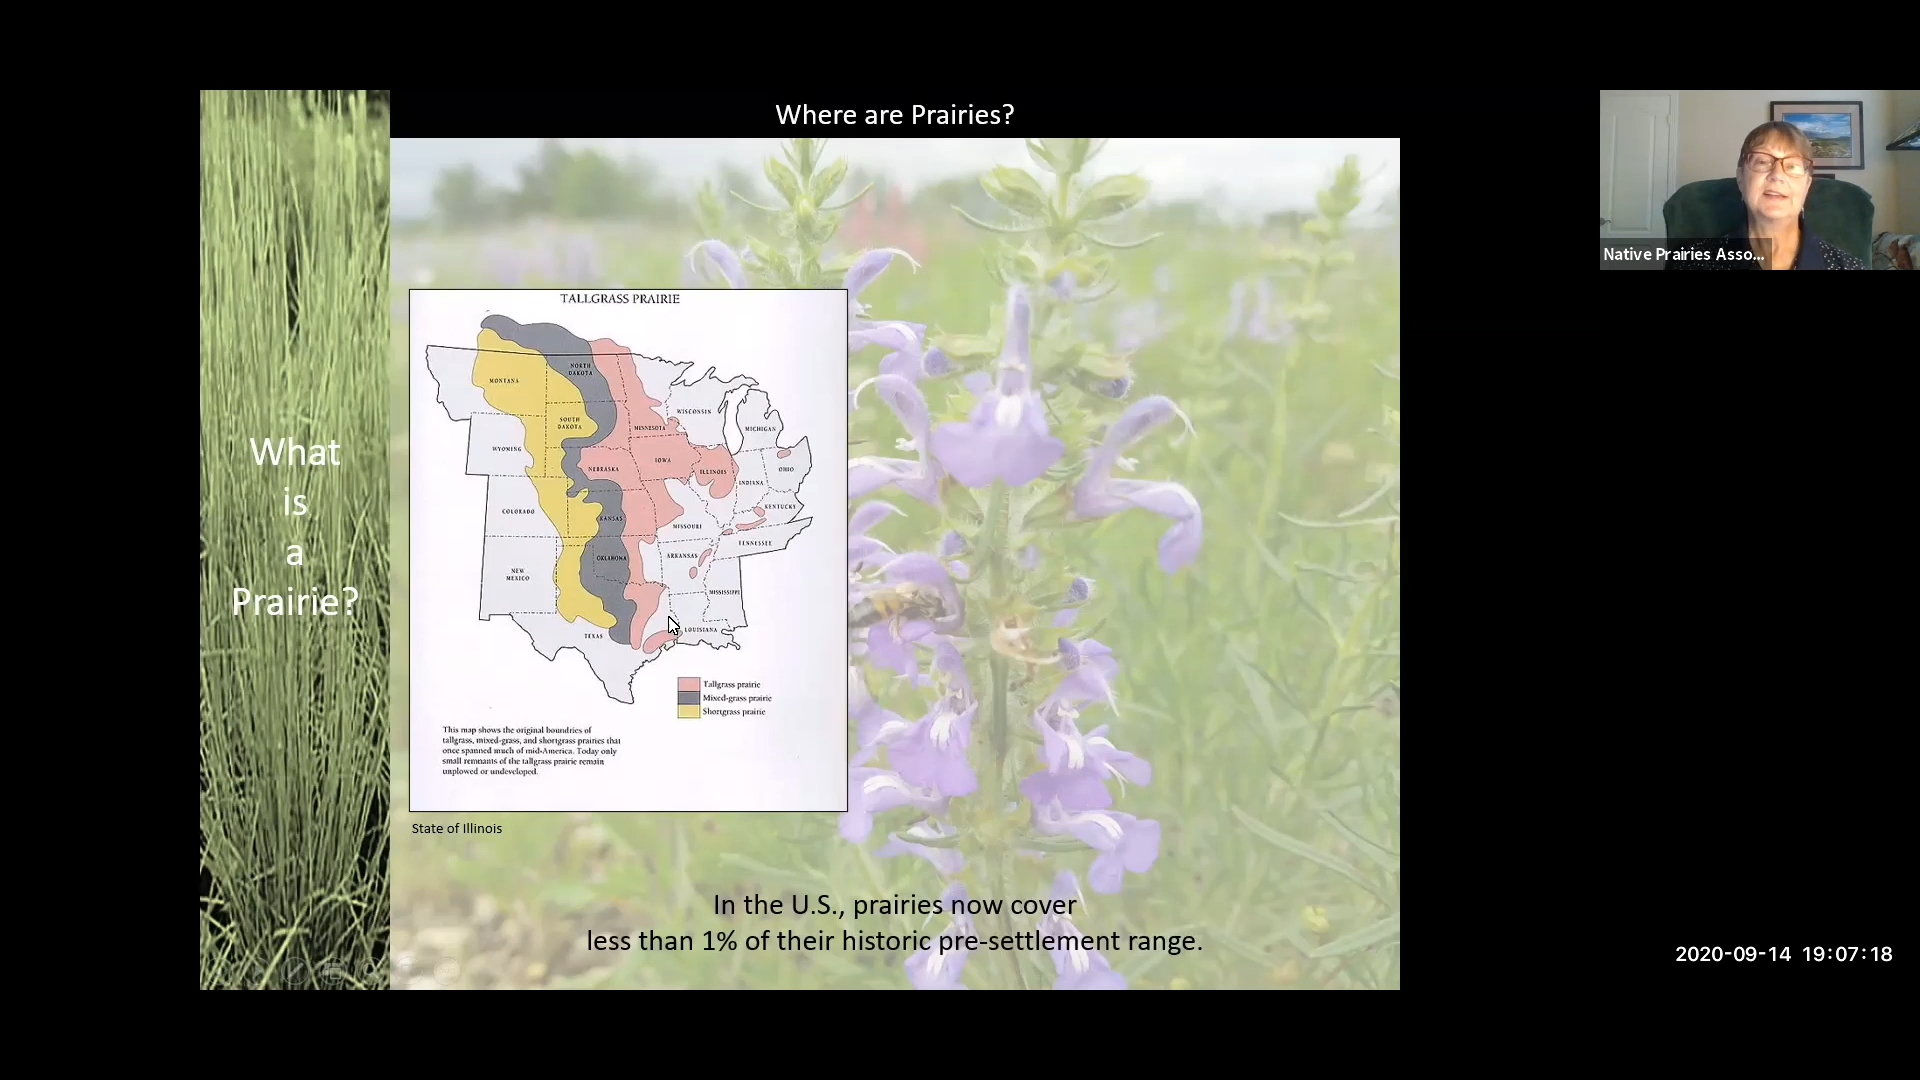 Where are Prairies?
What
is
a
Prairie?
TALLGRASS PRAIRIE
MONTANA
NORTH
DAKOTA
SOUTH
DAKOTA
MINNESOTA
WISCONSIN
MICHIGAN
WYOMING
NEBRASKA
IOWA
ILLINOIS
INDIANA
OHIO
COLORADO
KANSAS
MISSOURI
KENTUCKY
TENNESSEE
NEW
MEXICO
OKLAHOMA
ARKANSAS
MISSISSIPPI
TEXAS
LOUISIANA
Tallgrass prairie
Mixed-grass prairie
Shortgrass prairie
This map shows the original boundries of
tallgrass, mixed-grass, and shortgrass prairies that
once spanned much of mid-America. Today only
small remnants of the tallgrass prairie remain
unplowed or undeveloped.
State of Illinois
In the U.S., prairies now cover
less than 1% of their historic pre-settlement range.
Native Prairies Asso...
2020-09-14 19:07:18